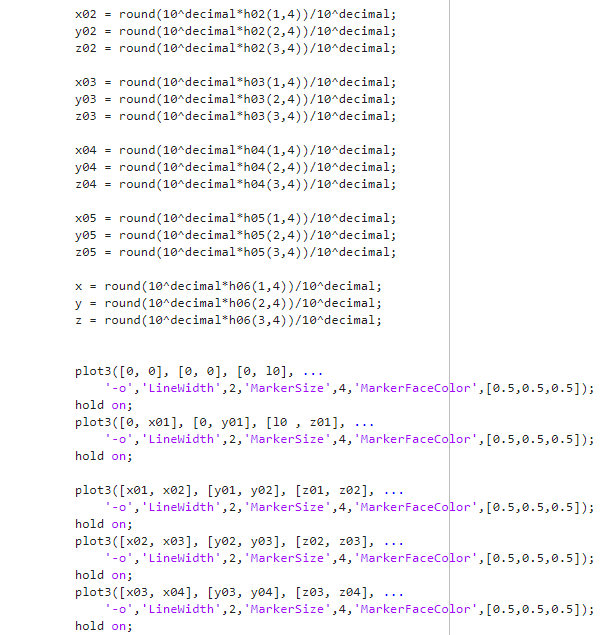 x02 = round(10^decimal*h02(1,4))/10^decimal;
y02 = round(10^decimal*h02(2,4))/10^decimal;
z02 = round(10^decimal*h02(3,4))/10^decimal;
x03 = round(10^decimal*h03(1,4))/10^decimal;
y03 = round(10^decimal*h03(2,4))/10^decimal;
z03 = round(10^decimal*h03(3,4))/10^decimal;
x04 = round(10^decimal*h04(1,4))/10^decimal;
y04 = round(10^decimal*h04(2,4))/10^decimal;
z04 = round(10^decimal*h04(3,4))/10^decimal;
x05 = round(10^decimal*h05(1,4))/10^decimal;
y05 = round(10^decimal*h05(2,4))/10^decimal;
z05 = round(10^decimal*h05(3,4))/10^decimal;
x = round(10^decimal*h06(1,4))/10^decimal;
y = round(10^decimal*h06(2,4))/10^decimal;
z = round(10^decimal*h06(3,4))/10^decimal;
plot3([0, 0], [0, 0], [0, l0], ...
'-o','LineWidth',2,'MarkerSize',4,'MarkerFaceColor',[0.5,0.5,0.5]);
hold on;
plot3([0, x01], [0, y01], [l0 , z01], ...
'-o','LineWidth',2,'MarkerSize',4,'MarkerFaceColor',[0.5,0.5,0.5]);
hold on;
plot3([x01, x02], [y01, y02], [z01, z02], ...
'-o','LineWidth',2,'MarkerSize',4,'MarkerFaceColor',[0.5,0.5,0.5]);
hold on;
plot3([x02, x03], [y02, y03], [z02, z03], ...
'-o','LineWidth',2,'MarkerSize',4,'MarkerFaceColor',[0.5,0.5,0.5]);
hold on;
plot3([x03, x04], [y03, y04], [z03, z04], ...
'-o','LineWidth',2,'MarkerSize',4,'MarkerFaceColor',[0.5,0.5,0.5]);
hold on;